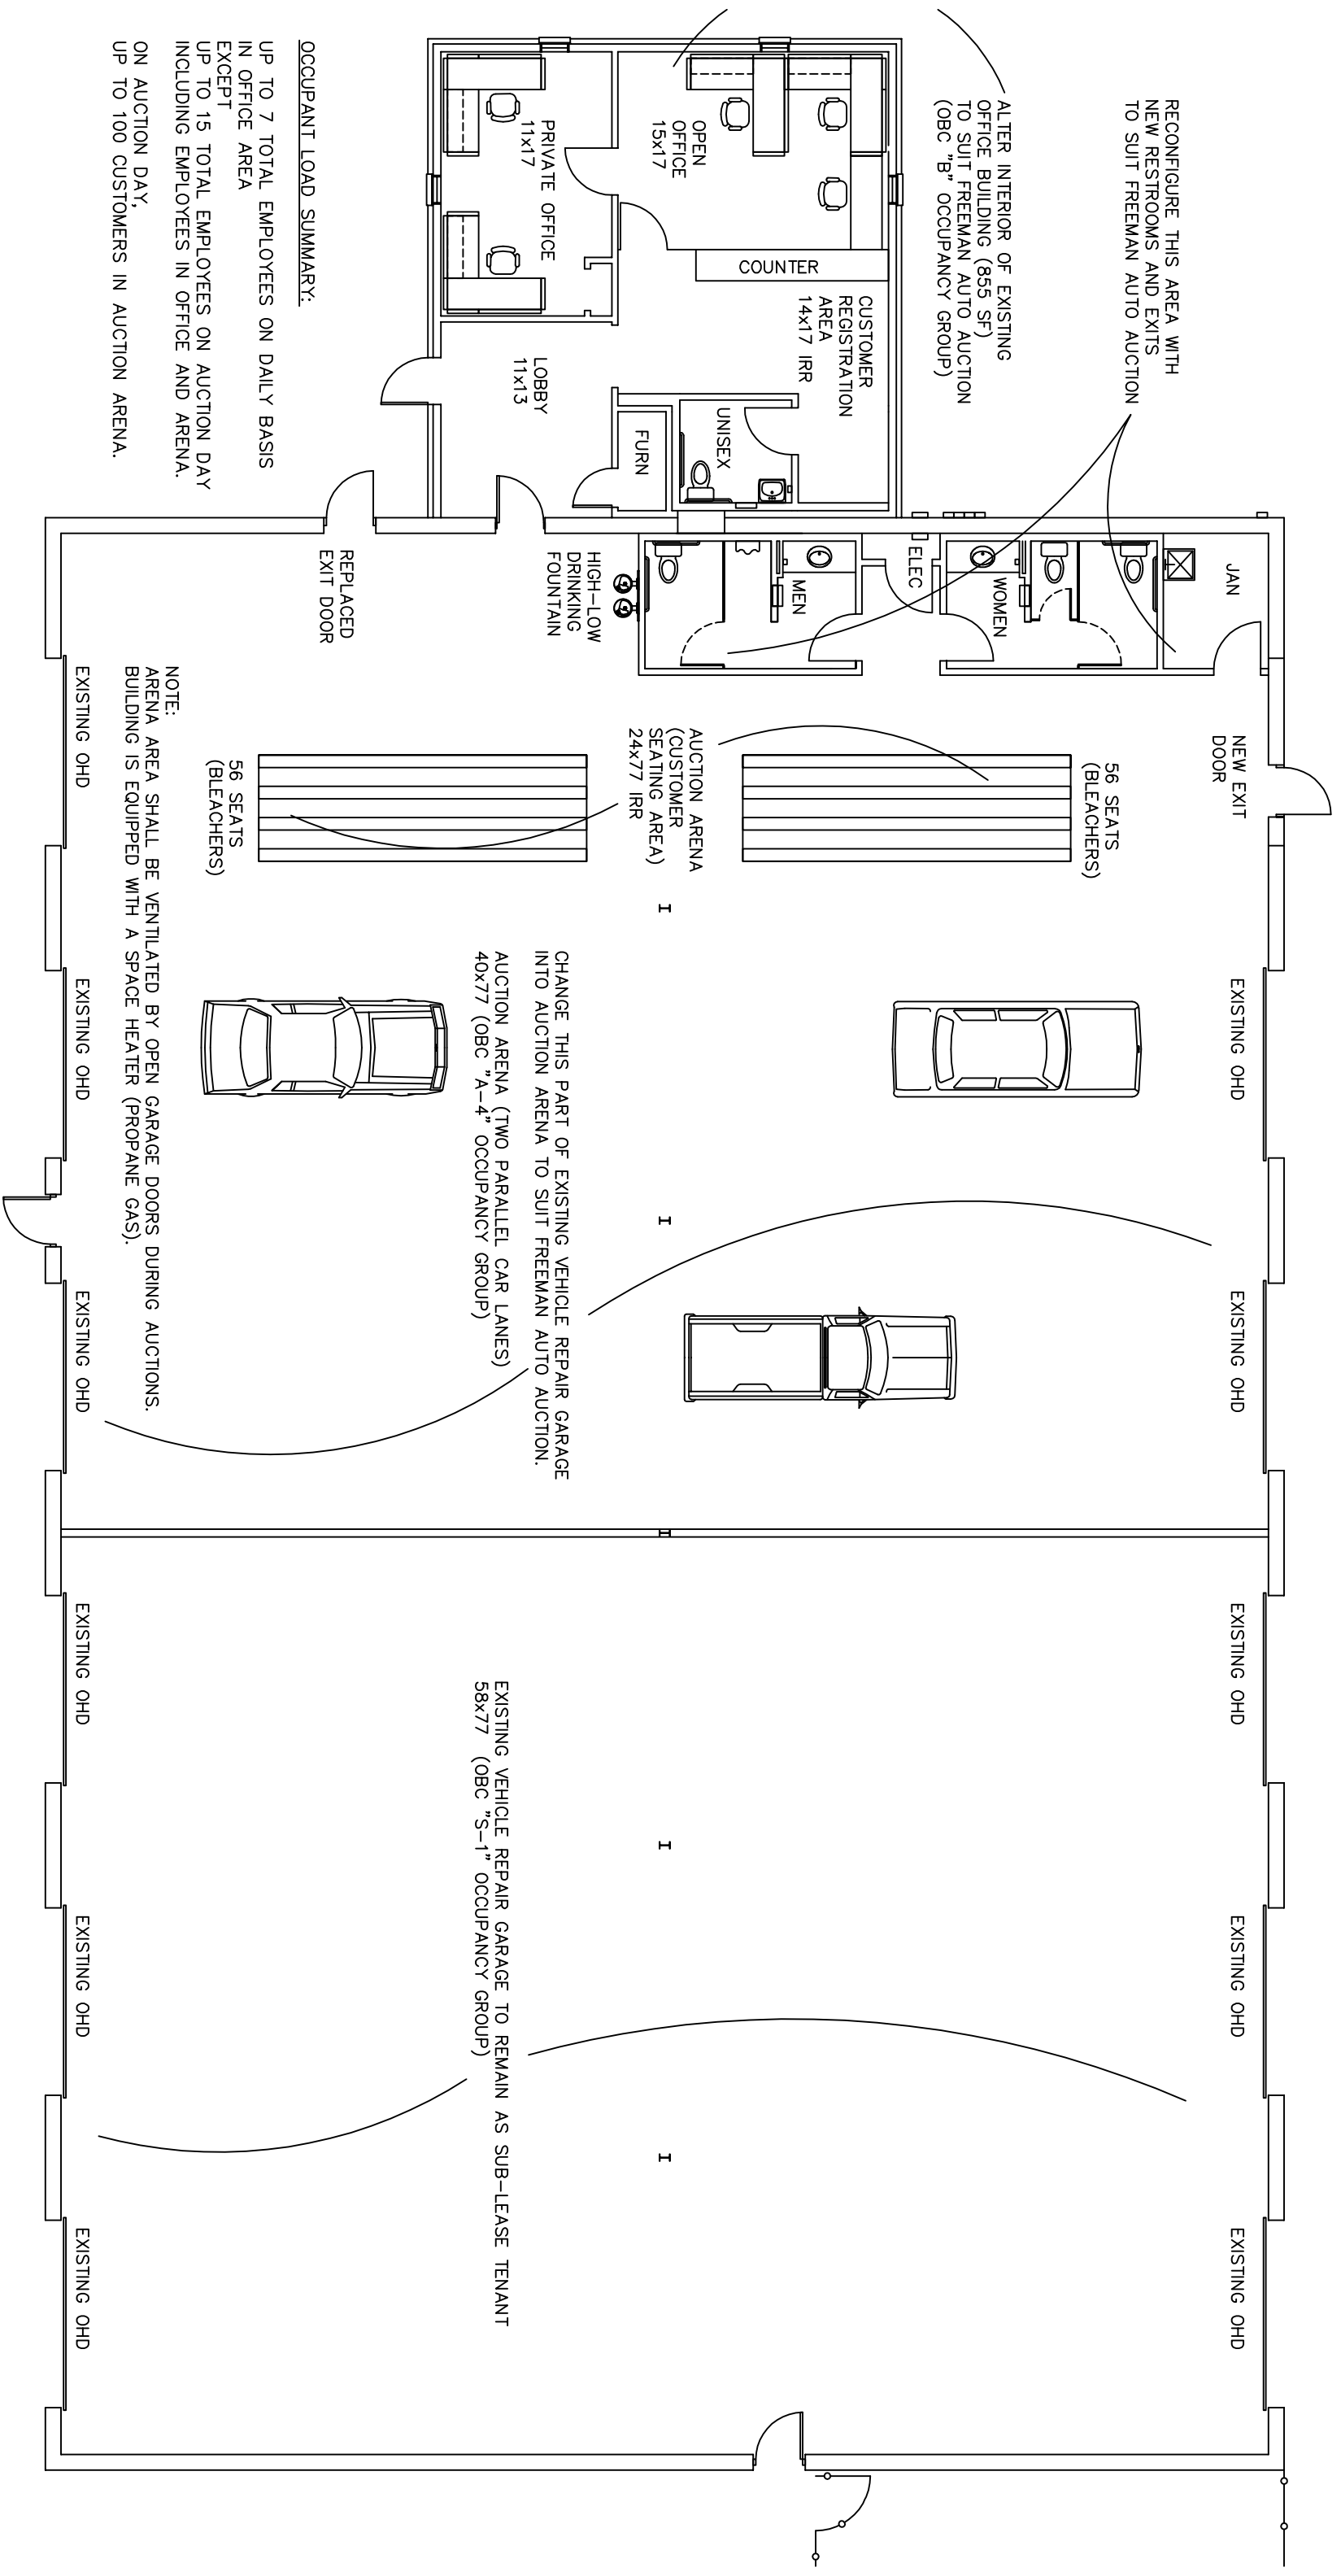 RECONFIGURE THIS AREA WITH
NEW RESTROOMS AND EXITS
TO SUIT FREEMAN AUTO AUCTION
ALTER INTERIOR OF EXISTING
OFFICE BUILDING (855 SF)
TO SUIT FREEMAN AUTO AUCTION
(OBC "B" OCCUPANCY GROUP)
OPEN
OFFICE
15x17
PRIVATE OFFICE
11x17
COUNTER
CUSTOMER
REGISTRATION
AREA
14x17 IRR
LOBBY
11x13
UNISEX
FURN
OCCUPANT LOAD SUMMARY:
UP TO 7 TOTAL EMPLOYEES ON DAILY BASIS
IN OFFICE AREA
EXCEPT
UP TO 15 TOTAL EMPLOYEES ON AUCTION DAY
INCLUDING EMPLOYEES IN OFFICE AND ARENA.
ON AUCTION DAY,
UP TO 100 CUSTOMERS IN AUCTION ARENA.
JAN
WOMEN
ELEC
MEN
HIGH-LOW
DRINKING
FOUNTAIN
REPLACED
EXIT DOOR
NEW EXIT
DOOR
56 SEATS
(BLEACHERS)
AUCTION ARENA
(CUSTOMER
SEATING AREA)
24x77 IRR
56 SEATS
(BLEACHERS)
NOTE:
ARENA AREA SHALL BE VENTILATED BY OPEN GARAGE DOORS DURING AUCTIONS.
BUILDING IS EQUIPPED WITH A SPACE HEATER (PROPANE GAS).
EXISTING OHD
EXISTING OHD
EXISTING OHD
EXISTING OHD
EXISTING OHD
CHANGE THIS PART OF EXISTING VEHICLE REPAIR GARAGE
INTO AUCTION ARENA TO SUIT FREEMAN AUTO AUCTION.
AUCTION ARENA (TWO PARALLEL CAR LANES)
40x77 (OBC "A-4" OCCUPANCY GROUP)
EXISTING OHD
EXISTING OHD
EXISTING OHD
EXISTING VEHICLE REPAIR GARAGE TO REMAIN AS SUB-LEASE TENANT
58x77 (OBC "S-1" OCCUPANCY GROUP)
EXISTING OHD
EXISTING OHD
EXISTING OHD